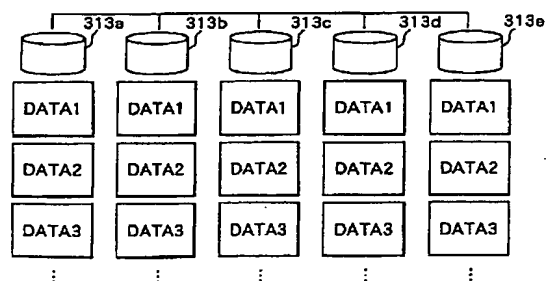 313a 313b 313c 313d 313e
DATA1 DATA1 DATA1 DATA1 DATA1
DATA2 DATA2 DATA2 DATA2 DATA2
DATA3 DATA3 DATA3 DATA3 DATA3